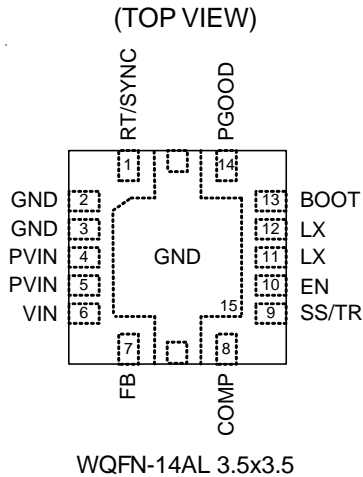 (TOP VIEW)
RT/SYNC
PGOOD
1
14
GND 2
13 BOOT
GND 3
12 LX
PVIN 4
GND
11 LX
PVIN 5
10 EN
VIN 6
15
9 SS/TR
7
8
FB
COMP
WQFN-14AL 3.5x3.5